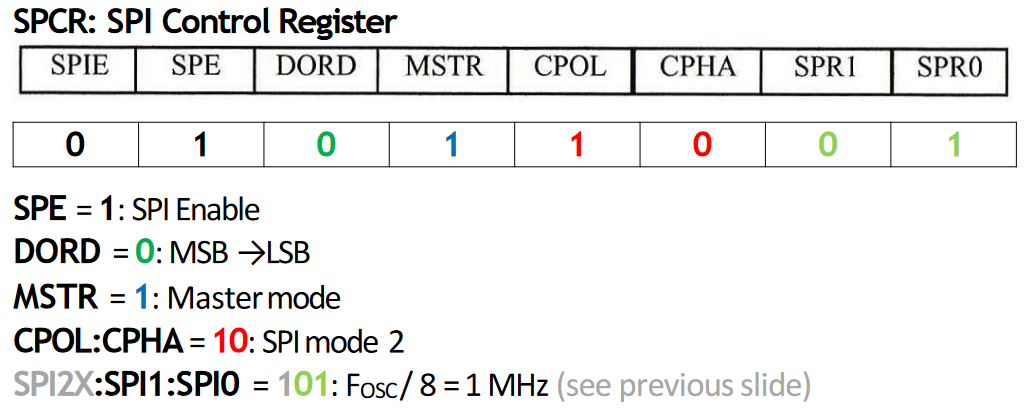 SPCR: SPI Control Register
SPIE SPE DORD MSTR CPOL CPHA SPR1 SPR0
0 1 0 1 1 0 0 1
SPE = 1: SPI Enable
DORD = 0: MSB →LSB
MSTR = 1: Master mode
CPOL:CPHA = 10: SPI mode 2
SPI2X:SPI1:SPI0 = 101: FOSC/ 8 = 1 MHz (see previous slide)